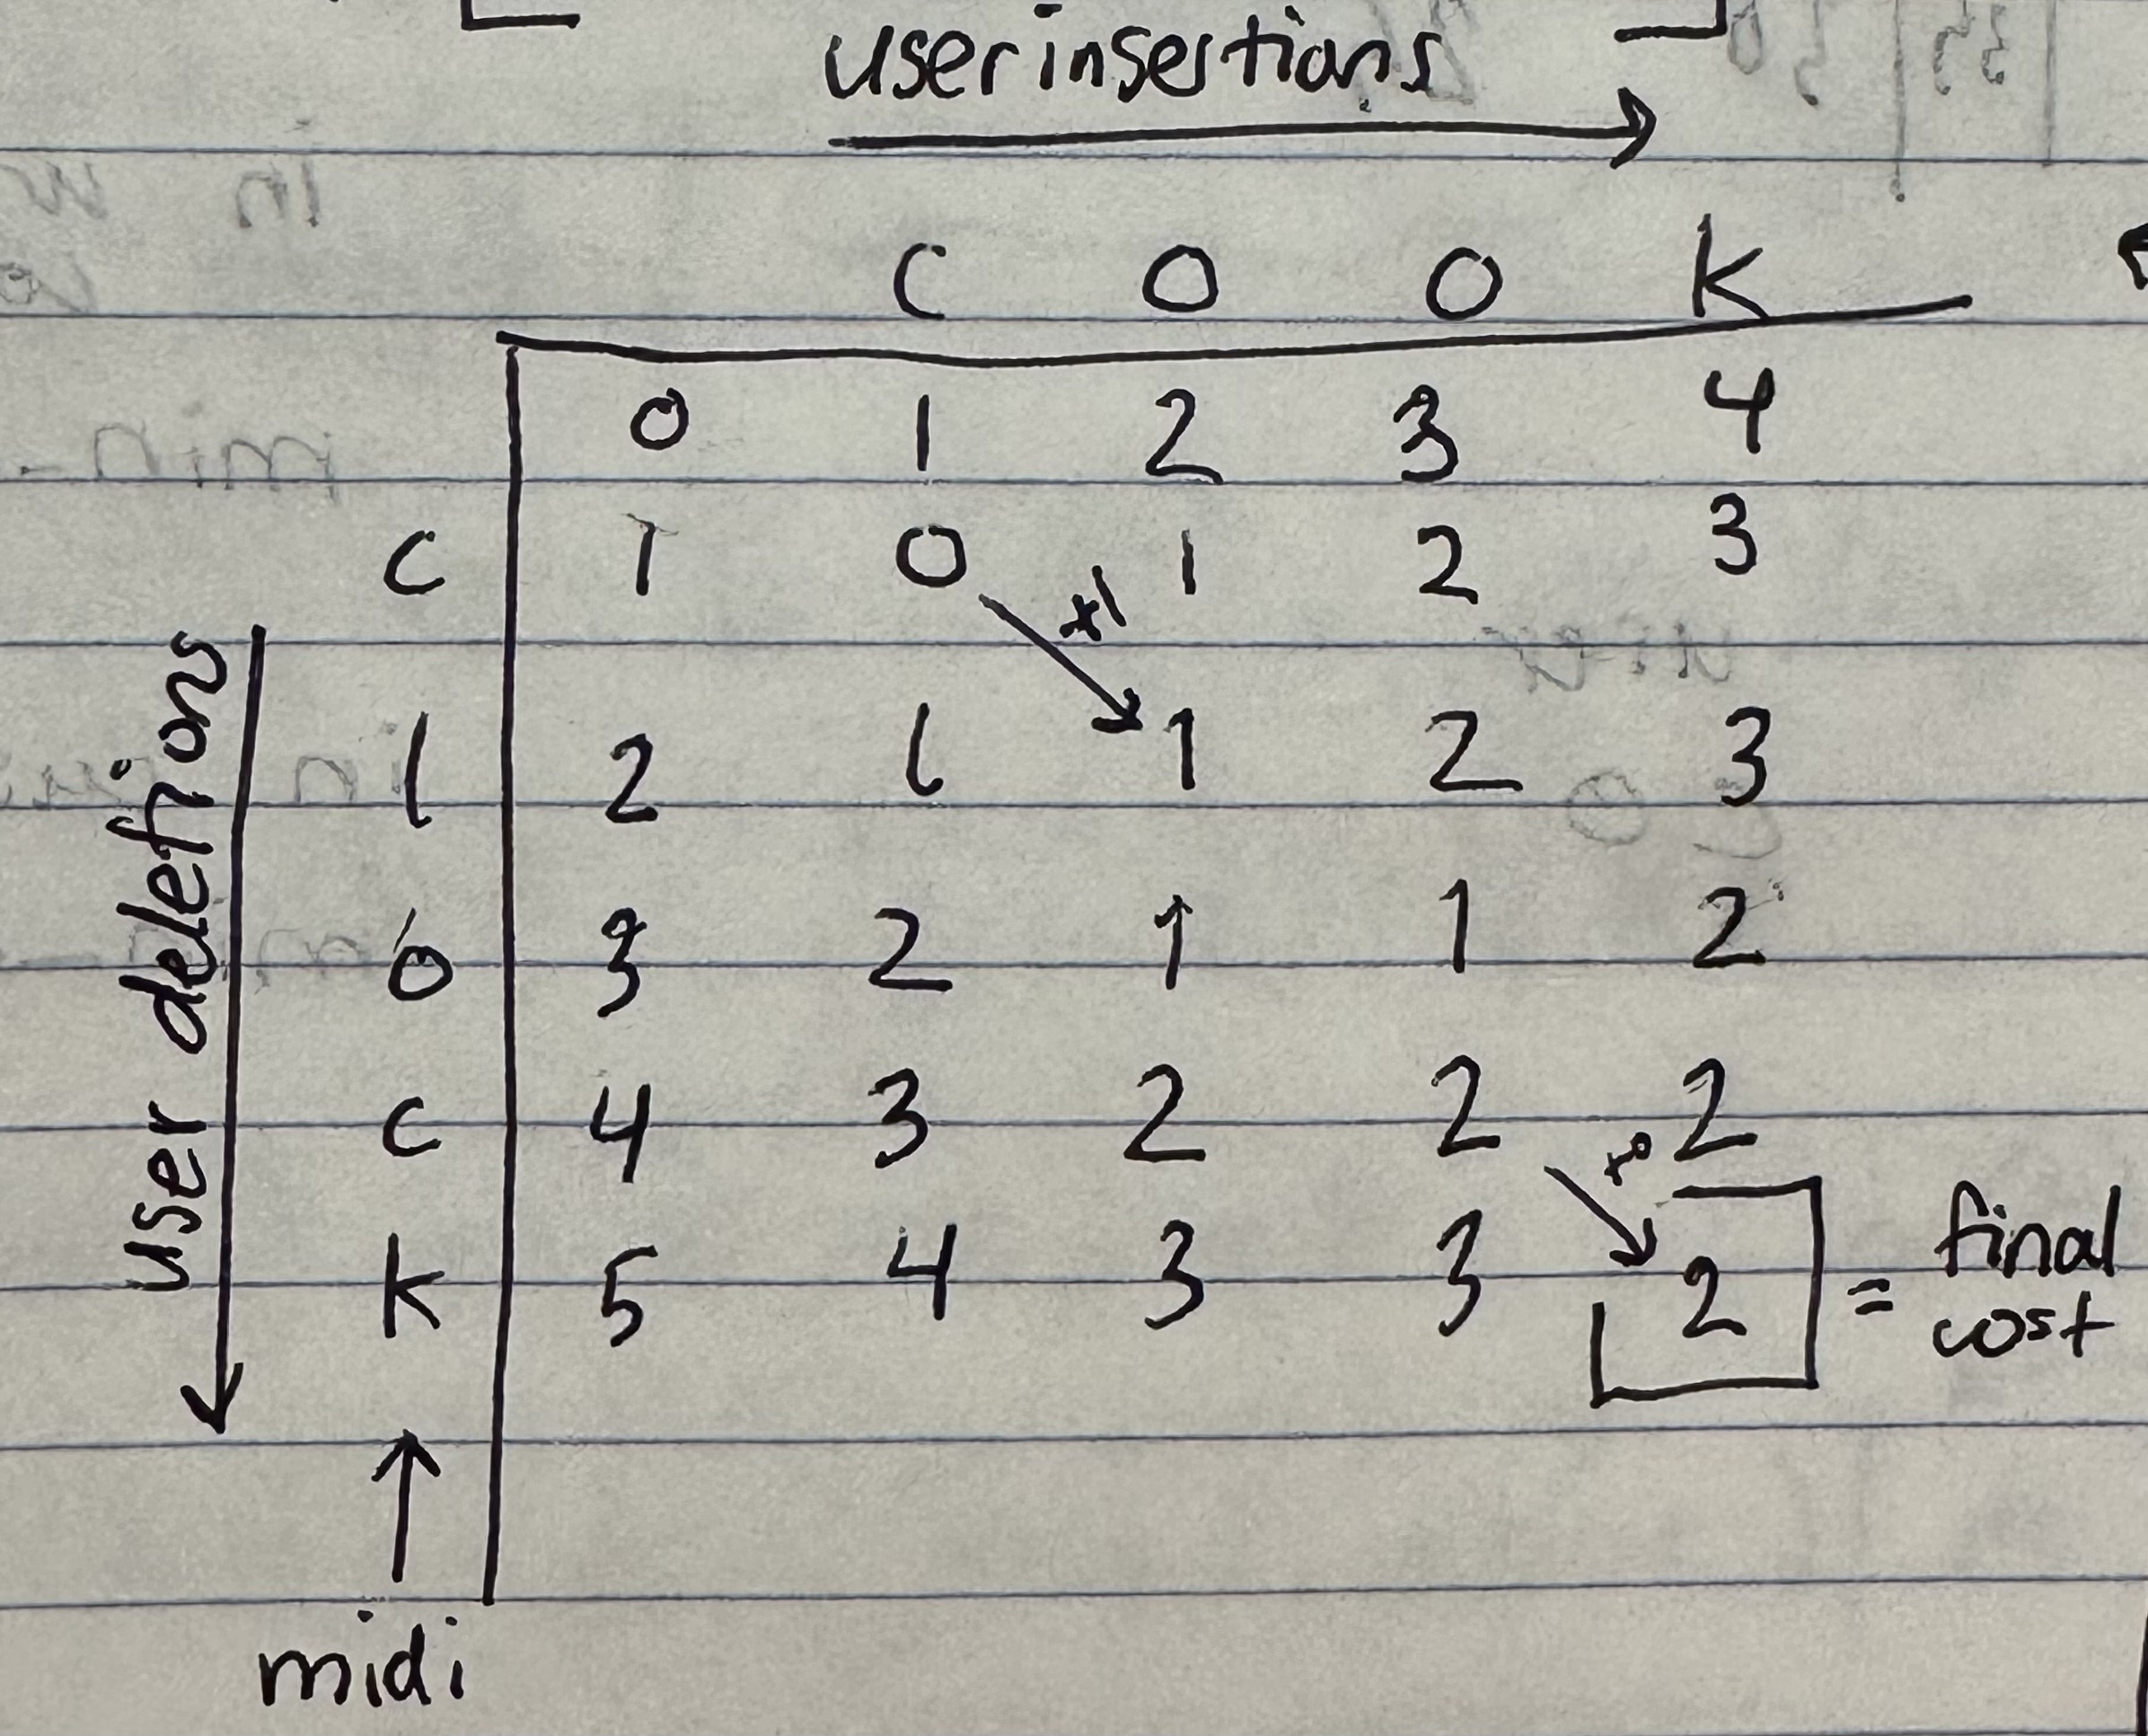 user insertions
C O O K
0 1 2 3 4
C 1 0 1 2 3
+1
l 2 1 1 2 3
o 3 2 1 1 2
c 4 3 2 2 2
+0
k 5 4 3 3 2 = final cost
user deletions
midi